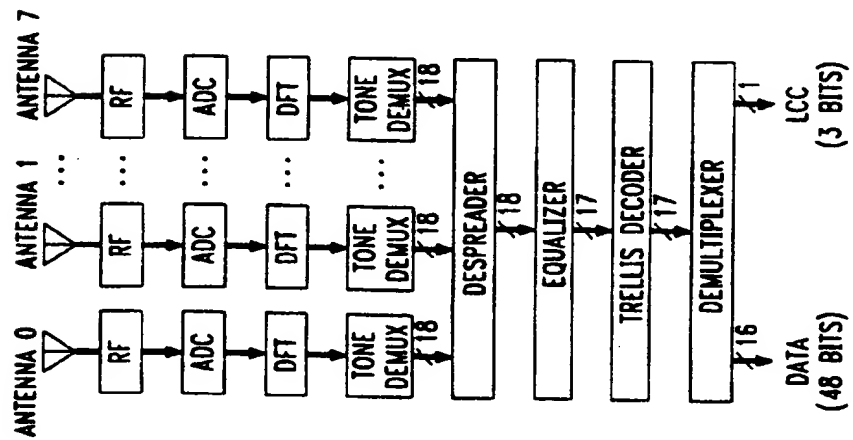 ANTENNA 0 ANTENNA 1 ... ANTENNA 7
RF RF ... RF
ADC ADC ADC
DFT DFT ... DFT
TONE TONE ... TONE
DEMUX DEMUX DEMUX
18 18 18
DESPREADER
18
EQUALIZER
17
TRELLIS DECODER
17
DEMULTIPLEXER
16 1
DATA LCC
(48 BITS) (3 BITS)